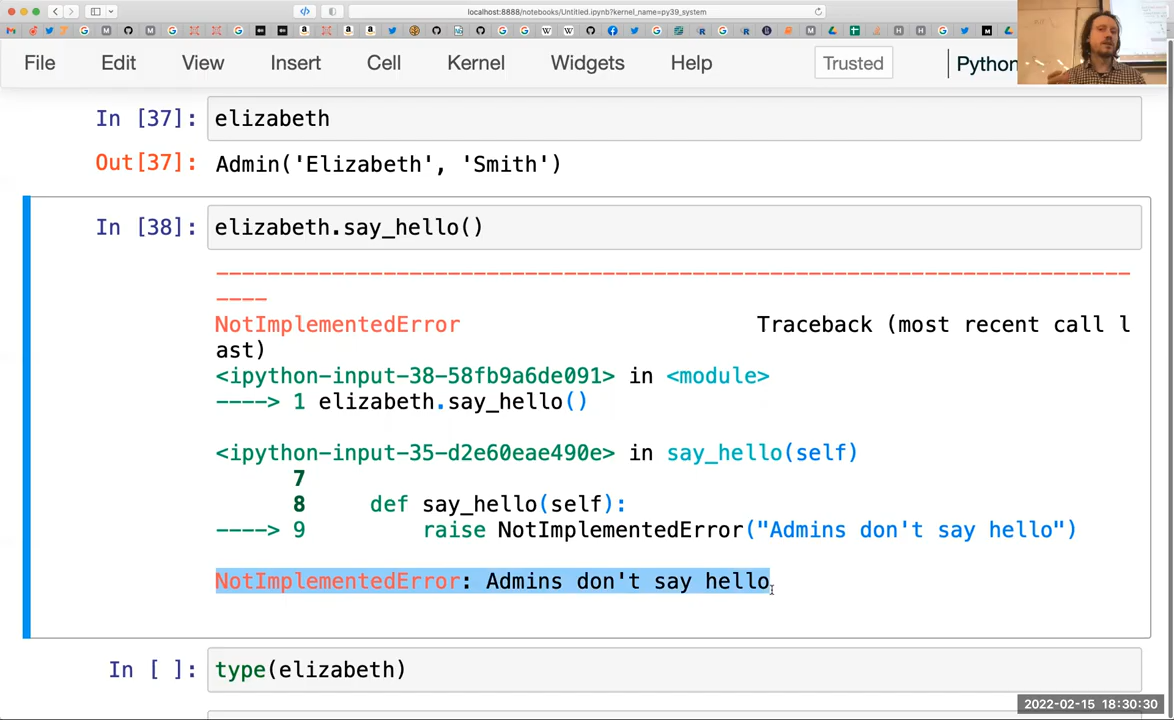 localhost:8888/notebooks/Untitled.ipynb?kernel_name=py39_system
File Edit View Insert Cell Kernel Widgets Help Trusted Python
In [37]: elizabeth
Out[37]: Admin('Elizabeth', 'Smith')
In [38]: elizabeth.say_hello()
---------------------------------------------------------------------------
NotImplementedError Traceback (most recent call l
ast)
<ipython-input-38-58fb9a6de091> in <module>
----> 1 elizabeth.say_hello()
<ipython-input-35-d2e60eae490e> in say_hello(self)
7
8 def say_hello(self):
----> 9 raise NotImplementedError("Admins don't say hello")
NotImplementedError: Admins don't say hello
In [ ]: type(elizabeth)
2022-02-15 18:30:30